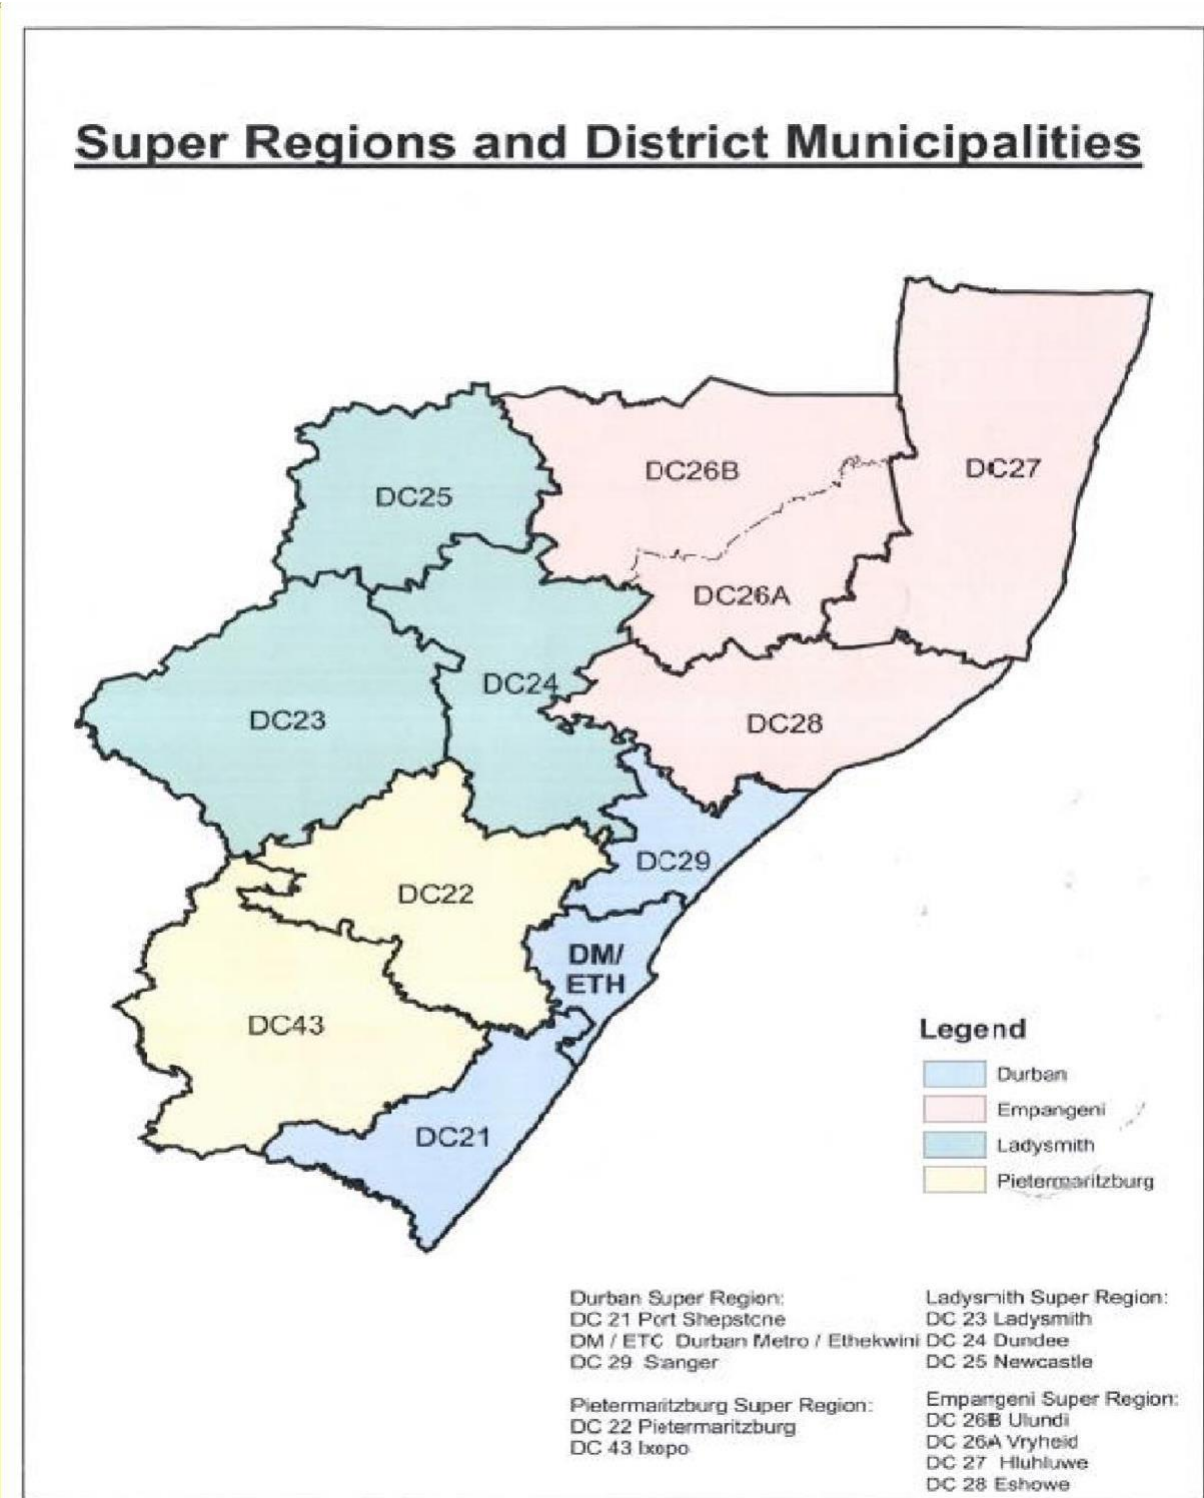 Super Regions and District Municipalities
DC27
DC26B
DC25
DC26A
DC24
DC23
DC28
DC29
DC22
DM/
ETH
DC43
DC21
Legend
Durban
Empangeni
Ladysmith
Pietermaritzburg
Durban Super Region:
DC 21 Port Shepstone
DM / ETC Durban Metro / Ethekwini
DC 29 Stanger
Pietermaritzburg Super Region:
DC 22 Pietermaritzburg
DC 43 Ixopo
Ladysmith Super Region:
DC 23 Ladysmith
DC 24 Dundee
DC 25 Newcastle
Empangeni Super Region:
DC 26B Ulundi
DC 26A Vryheid
DC 27 Hluhluwe
DC 28 Eshowe